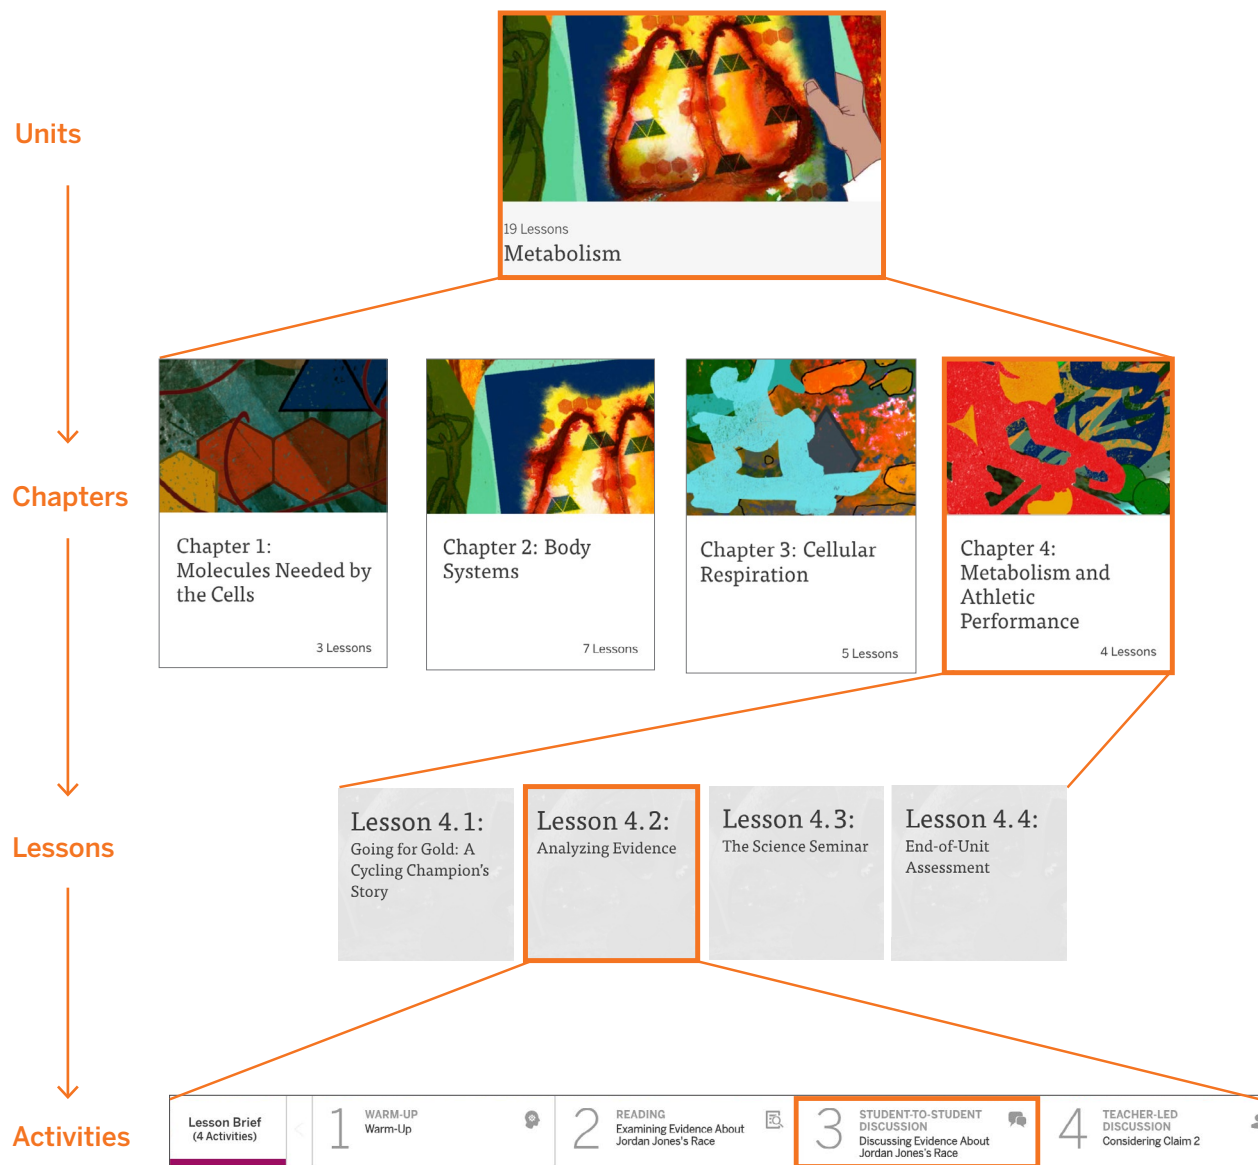 Units
19 Lessons
Metabolism
Chapters
Chapter 1:
Molecules Needed by
the Cells
3 Lessons
Chapter 2: Body
Systems
7 Lessons
Chapter 3: Cellular
Respiration
5 Lessons
Chapter 4:
Metabolism and
Athletic
Performance
4 Lessons
Lessons
Lesson 4.1:
Going for Gold: A
Cycling Champion's
Story
Lesson 4.2:
Analyzing Evidence
Lesson 4.3:
The Science Seminar
Lesson 4.4:
End-of-Unit
Assessment
Activities
Lesson Brief
(4 Activities)
1
WARM-UP
Warm-Up
2
READING
Examining Evidence About
Jordan Jones's Race
3
STUDENT-TO-STUDENT
DISCUSSION
Discussing Evidence About
Jordan Jones's Race
4
TEACHER-LED
DISCUSSION
Considering Claim 2